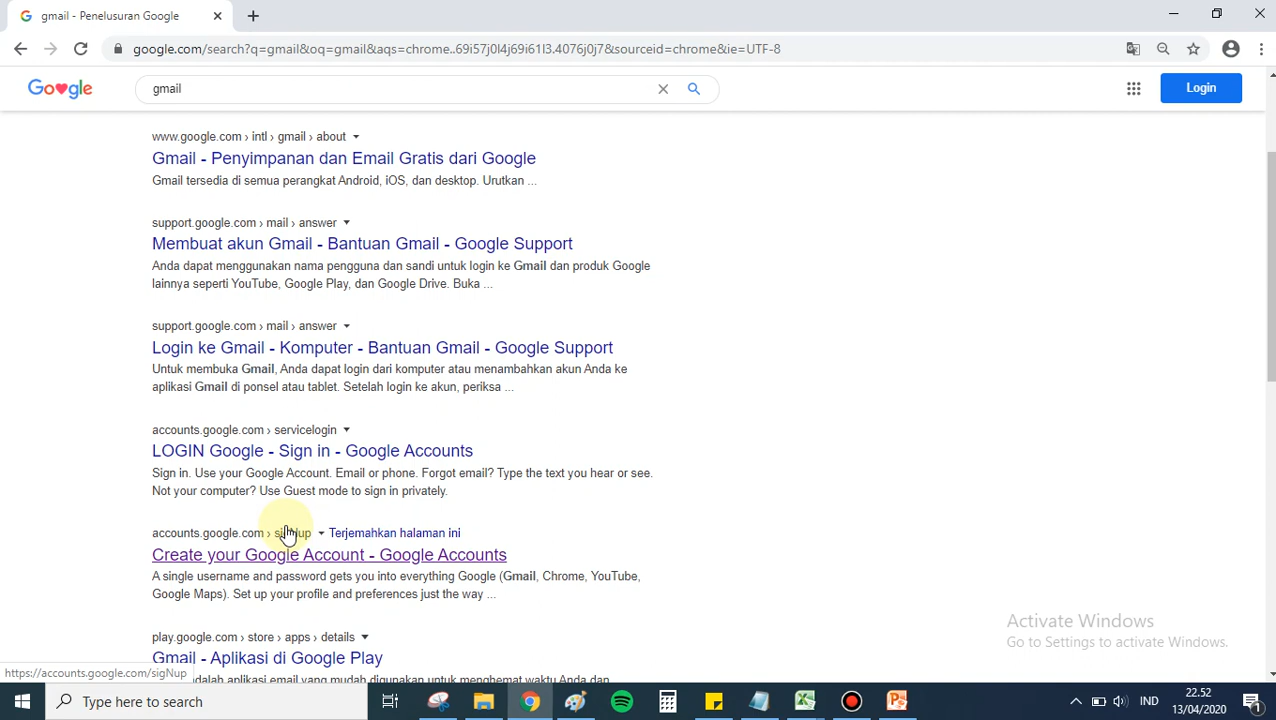 gmail - Penelusuran Google
google.com/search?q=gmail&oq=gmail&aqs=chrome..69i57j0l4j69i61l3.4076j0j7&sourceid=chrome&ie=UTF-8
gmail
Login
www.google.com › intl › gmail › about
Gmail - Penyimpanan dan Email Gratis dari Google
Gmail tersedia di semua perangkat Android, iOS, dan desktop. Urutkan ...
support.google.com › mail › answer
Membuat akun Gmail - Bantuan Gmail - Google Support
Anda dapat menggunakan nama pengguna dan sandi untuk login ke Gmail dan produk Google
lainnya seperti YouTube, Google Play, dan Google Drive. Buka ...
support.google.com › mail › answer
Login ke Gmail - Komputer - Bantuan Gmail - Google Support
Untuk membuka Gmail, Anda dapat login dari komputer atau menambahkan akun Anda ke
aplikasi Gmail di ponsel atau tablet. Setelah login ke akun, periksa ...
accounts.google.com › servicelogin
LOGIN Google - Sign in - Google Accounts
Sign in. Use your Google Account. Email or phone. Forgot email? Type the text you hear or see.
Not your computer? Use Guest mode to sign in privately.
accounts.google.com › Terjemahkan halaman ini
Create your Google Account - Google Accounts
A single username and password gets you into everything Google (Gmail, Chrome, YouTube,
Google Maps). Set up your profile and preferences just the way ...
play.google.com › store › apps › details
Gmail - Aplikasi di Google Play
adalah aplikasi email yang mudah digunakan untuk menghemat waktu Anda dan
https://accounts.google.com/sigNup
Activate Windows
Go to Settings to activate Windows.
Type here to search
IND
22.52
13/04/2020